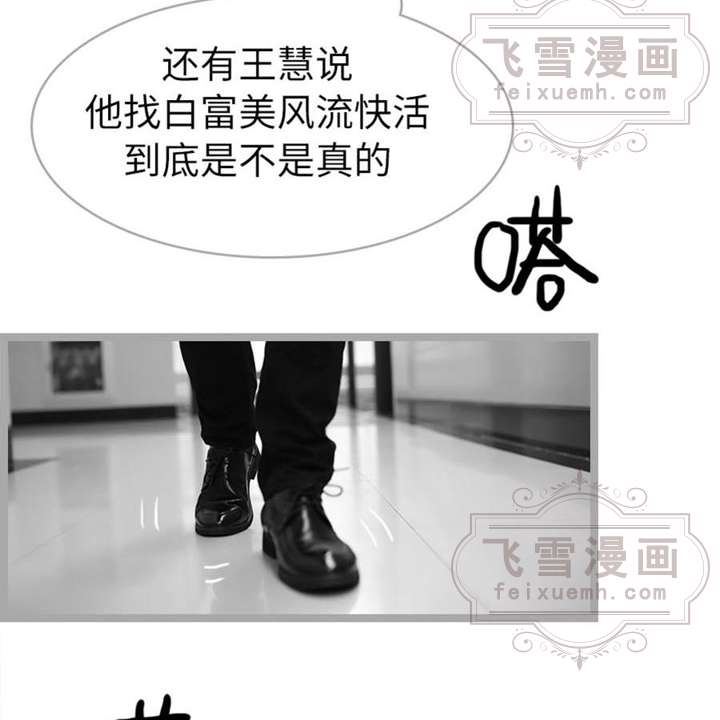 飞雪漫画
feixuemh.com
还有王慧说
他找白富美风流快活
到底是不是真的
嗒
飞雪漫画
feixuemh.com